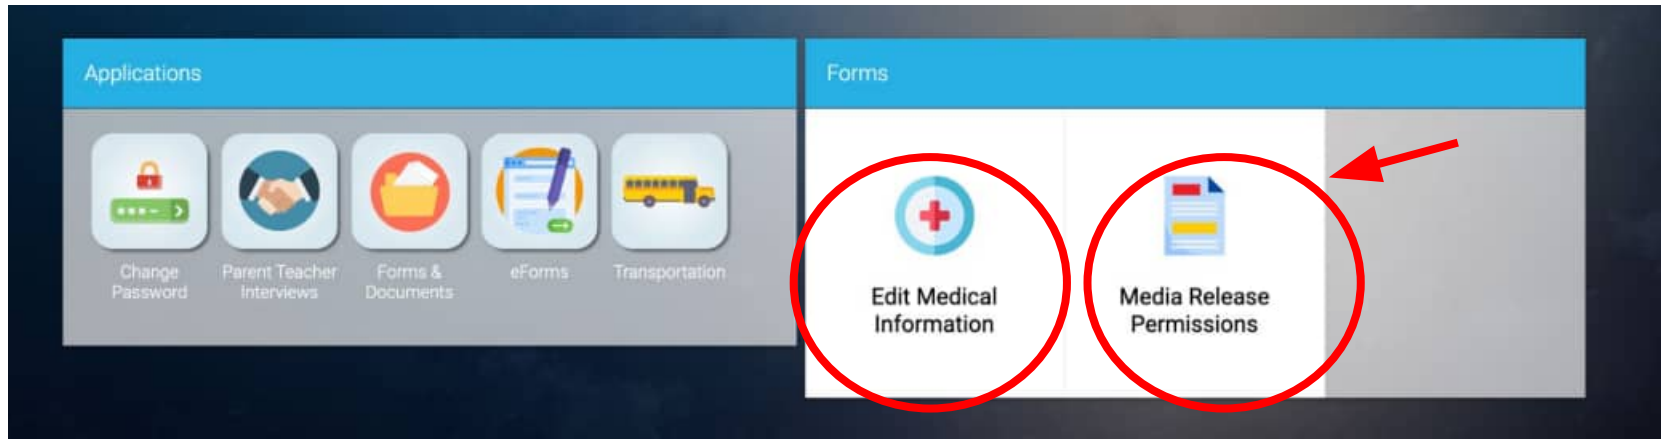 Applications
Change
Password
Parent Teacher
Interviews
Forms &
Documents
eForms
Transportation
Forms
Edit Medical
Information
Media Release
Permissions